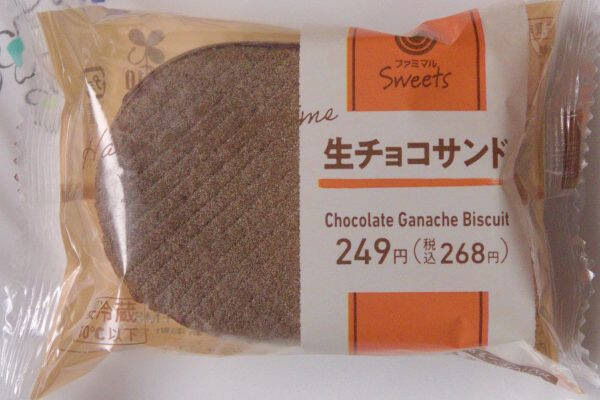 ファミマル
Sweets
生チョコサンド
Chocolate Ganache Biscuit
249円(税込268円)
冷蔵
10℃以下